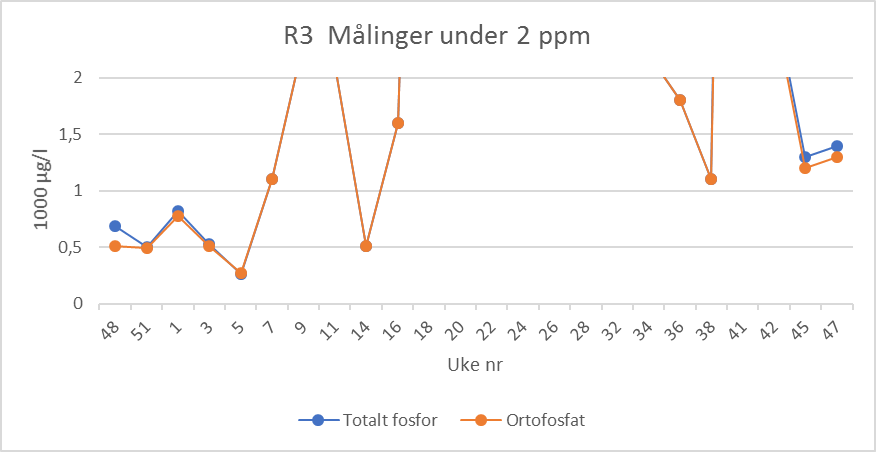 R3  Målinger under 2 ppm
2
1,5
1
0,5
0
1000 µg/l
48 51 1 3 5 7 9 11 14 16 18 20 22 24 26 28 32 34 36 38 41 42 45 47
Uke nr
Totalt fosfor Ortofosfat